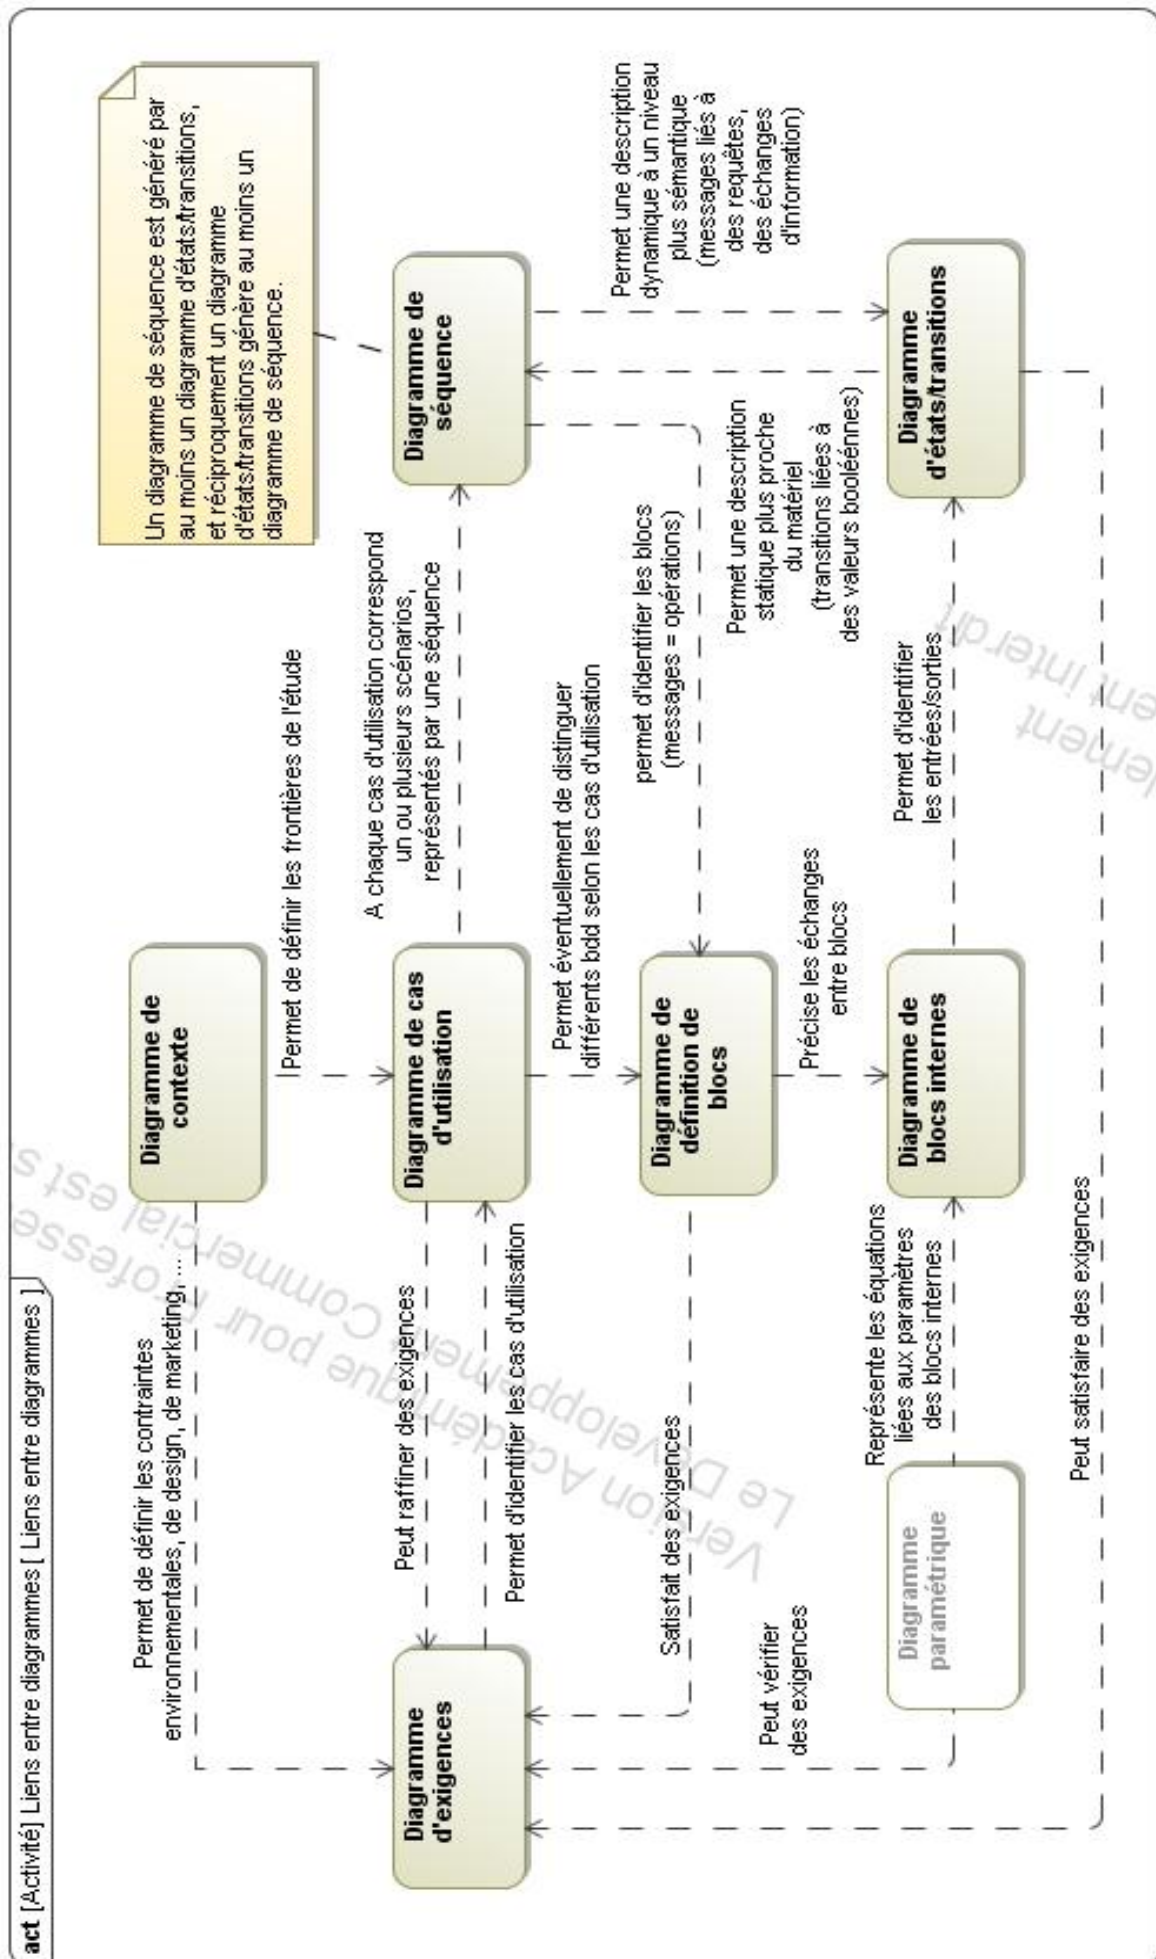 act [Activité] Liens entre diagrammes [ Liens entre diagrammes ]
Diagramme de
contexte
Permet de définir les contraintes
environnementales, de design, de marketing, ...
Permet de définir les frontières de l'étude
Un diagramme de séquence est généré par
au moins un diagramme d'états/transitions,
et réciproquement un diagramme
d'états/transitions génère au moins un
diagramme de séquence.
Diagramme
d'exigences
Peut raffiner des exigences
Permet d'identifier les cas d'utilisation
Diagramme de cas
d'utilisation
A chaque cas d'utilisation correspond
un ou plusieurs scénarios,
représentés par une séquence
Diagramme de
séquence
Permet éventuellement de distinguer
différents bdd selon les cas d'utilisation
Satisfait des exigences
Diagramme de
définition de
blocs
permet d'identifier les blocs
(messages = opérations)
Permet une description
dynamique à un niveau
plus sémantique
(messages liés à
des requêtes,
des échanges
d'information)
Permet une description
statique plus proche
du matériel
(transitions liées à
des valeurs booléénnes)
Peut vérifier
des exigences
Précise les échanges
entre blocs
Diagramme
paramétrique
Représente les équations
liées aux paramètres
des blocs internes
Diagramme de
blocs internes
Permet d'identifier
les entrées/sorties
Diagramme
d'états/transitions
Peut satisfaire des exigences
Version Académique pour Professe
Le Développement Commercial est s
lement
ent interdit